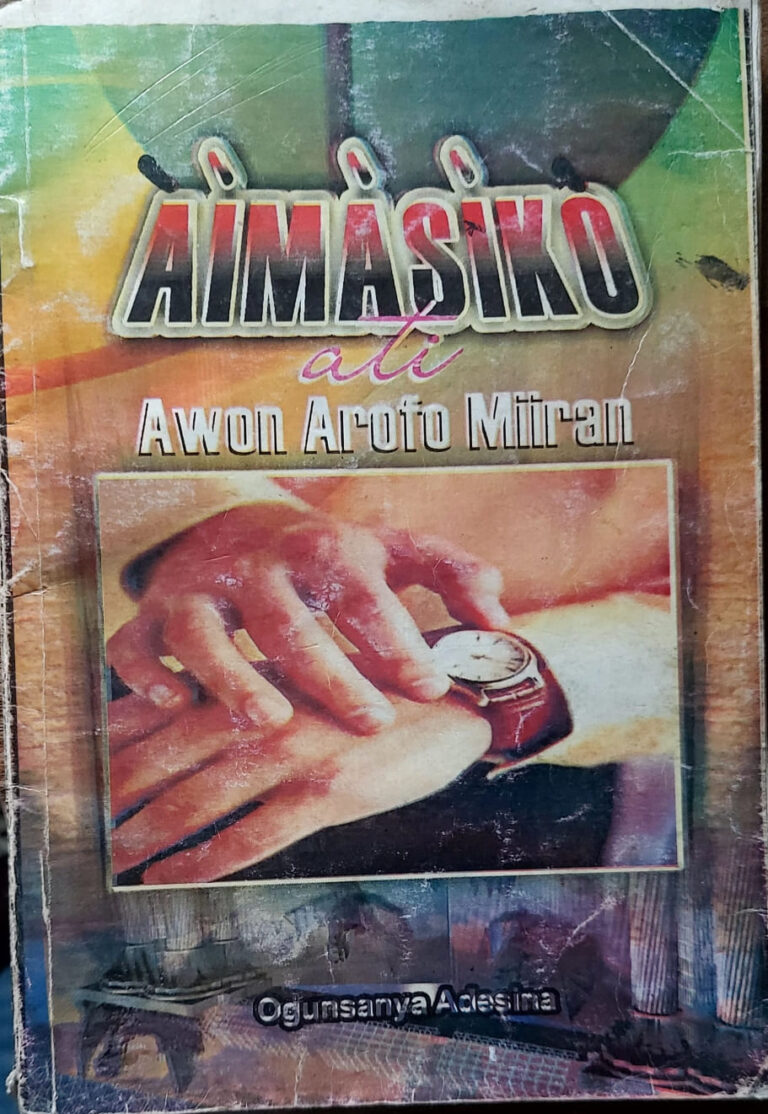 ÀÌMÀSÌKÒ
ati
Awon Arofo Miiran
Ogunsanya Adesina